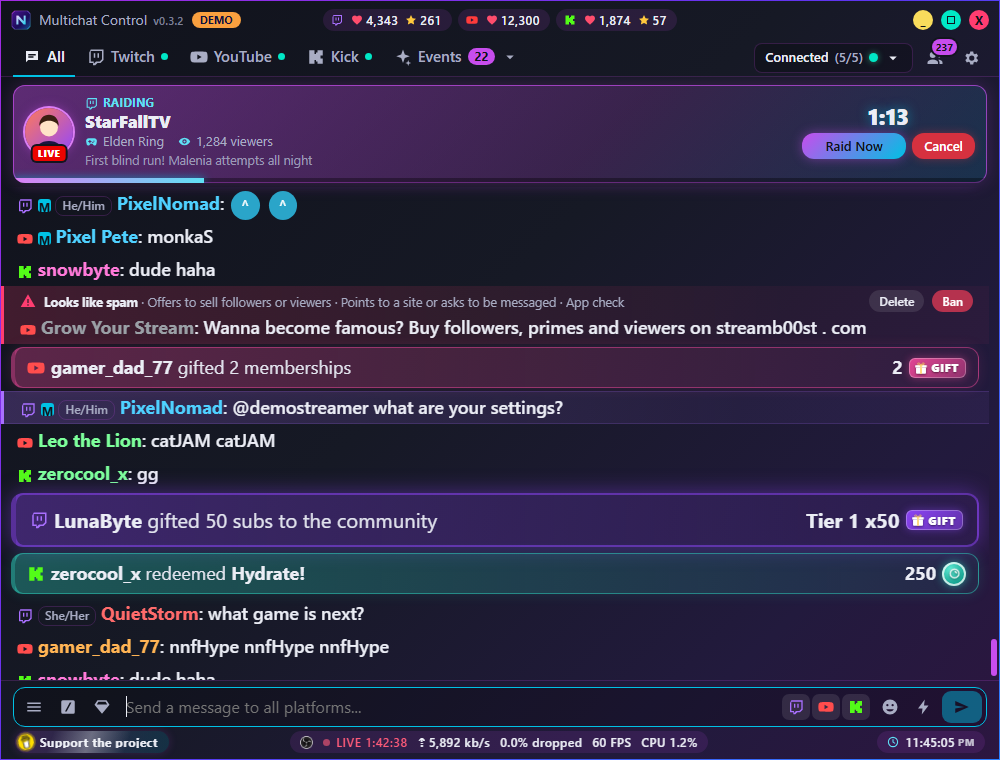 Multichat Control v0.3.2 DEMO 4,343 261 12,300 1,874 57
All Twitch YouTube Kick Events 22 Connected (5/5) 237
RAIDING
StarFallTV
Elden Ring 1,284 viewers
First blind run! Malenia attempts all night
LIVE
1:13
Raid Now Cancel
He/Him PixelNomad: ^ ^
Pixel Pete: monkaS
snowbyte: dude haha
Looks like spam · Offers to sell followers or viewers · Points to a site or asks to be messaged · App check Delete Ban
Grow Your Stream: Wanna become famous? Buy followers, primes and viewers on streamb00st . com
gamer_dad_77 gifted 2 memberships 2 GIFT
He/Him PixelNomad: @demostreamer what are your settings?
Leo the Lion: catJAM catJAM
zerocool_x: gg
LunaByte gifted 50 subs to the community Tier 1 x50 GIFT
zerocool_x redeemed Hydrate! 250
She/Her QuietStorm: what game is next?
gamer_dad_77: nnfHype nnfHype nnfHype
snowbyte: dude haha
Send a message to all platforms...
Support the project LIVE 1:42:38 5,892 kb/s 0.0% dropped 60 FPS CPU 1.2% 11:45:05 PM